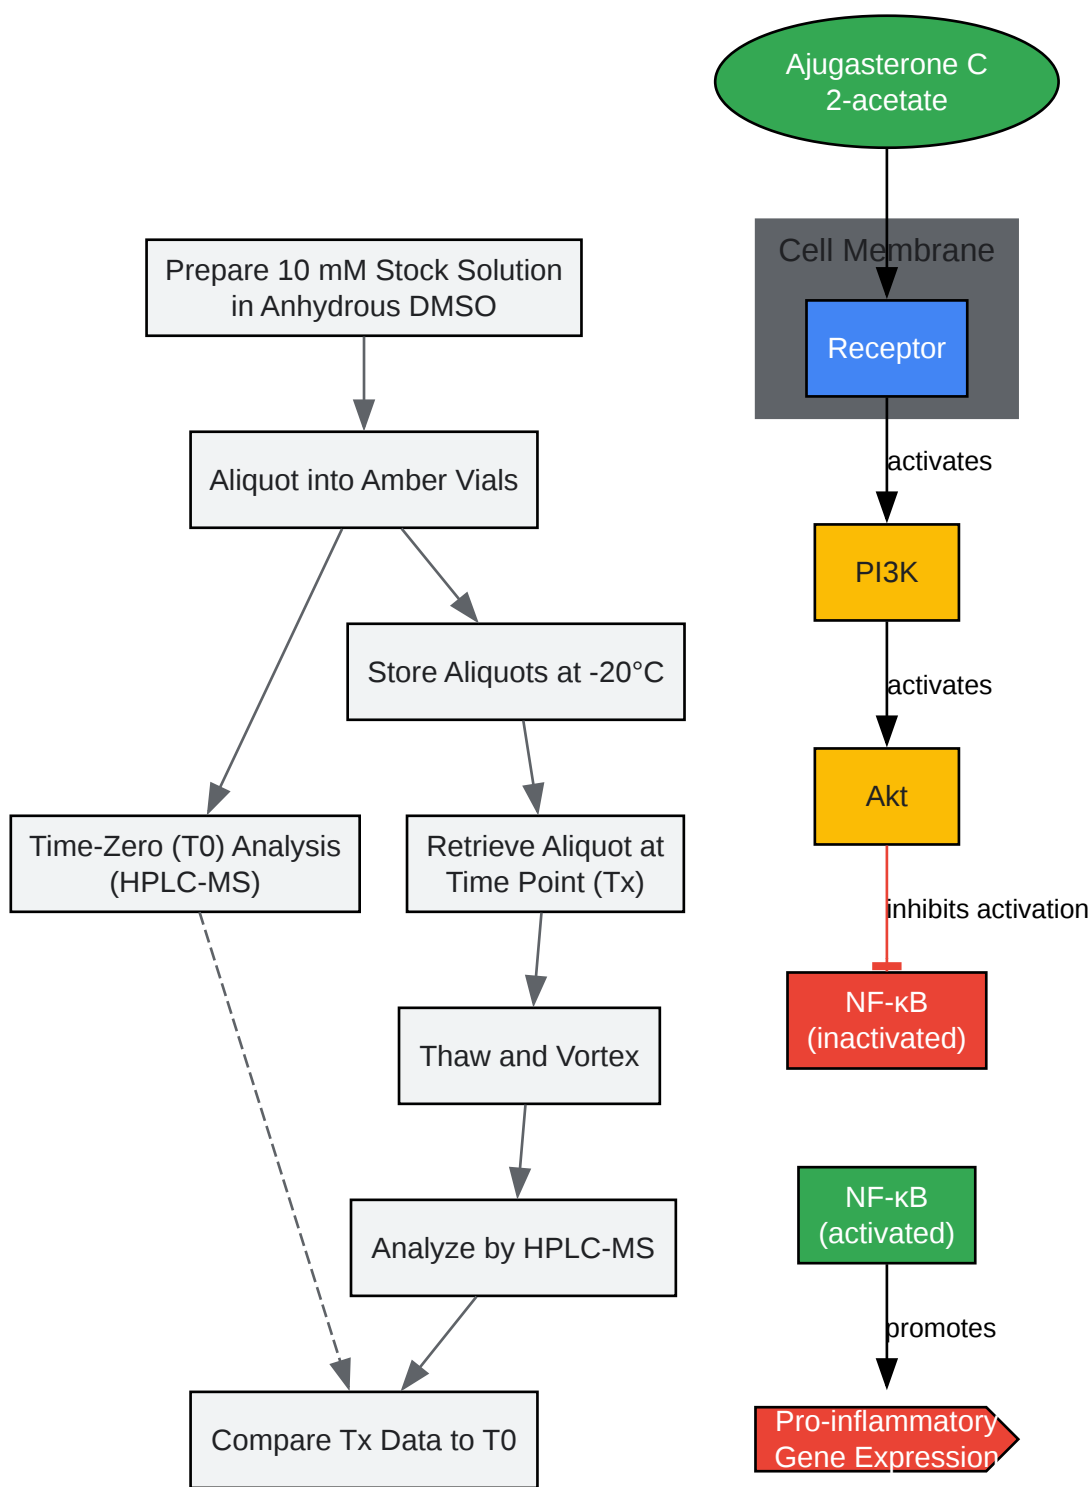 Prepare 10 mM Stock Solution
in Anhydrous DMSO
Aliquot into Amber Vials
Store Aliquots at -20°C
Time-Zero (T0) Analysis
(HPLC-MS)
Retrieve Aliquot at
Time Point (Tx)
Thaw and Vortex
Analyze by HPLC-MS
Compare Tx Data to T0
Ajugasterone C
2-acetate
Cell Membrane
Receptor
activates
PI3K
activates
Akt
inhibits activation
NF-κB
(inactivated)
NF-κB
(activated)
promotes
Pro-inflammatory
Gene Expression